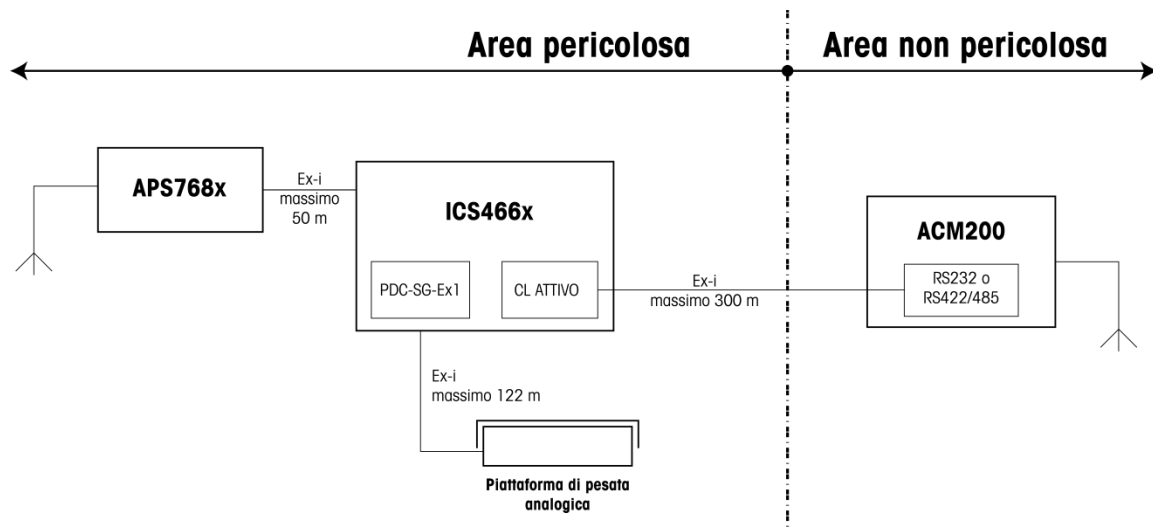 Area pericolosa
Area non pericolosa
APS768x
Ex-i
massimo
50 m
ICS466x
PDC-SG-Ex1
CL ATTIVO
Ex-i
massimo 300 m
ACM200
RS232 o
RS422/485
Ex-i
massimo 122 m
Piattaforma di pesata
analogica